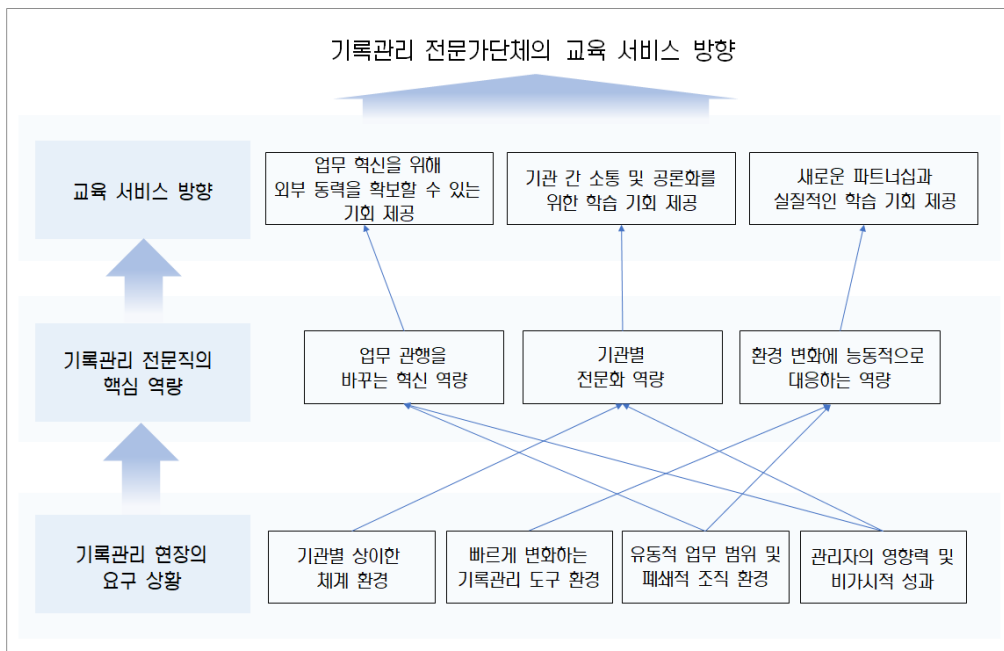 기록관리 전문가단체의 교육 서비스 방향
교육 서비스 방향
업무 혁신을 위해
외부 동력을 확보할 수 있는
기회 제공
기관 간 소통 및 공론화를
위한 학습 기회 제공
새로운 파트너십과
실질적인 학습 기회 제공
기록관리 전문직의
핵심 역량
업무 관행을
바꾸는 혁신 역량
기관별
전문화 역량
환경 변화에 능동적으로
대응하는 역량
기록관리 현장의
요구 상황
기관별 상이한
체계 환경
빠르게 변화하는
기록관리 도구 환경
유동적 업무 범위 및
폐쇄적 조직 환경
관리자의 영향력 및
비가시적 성과